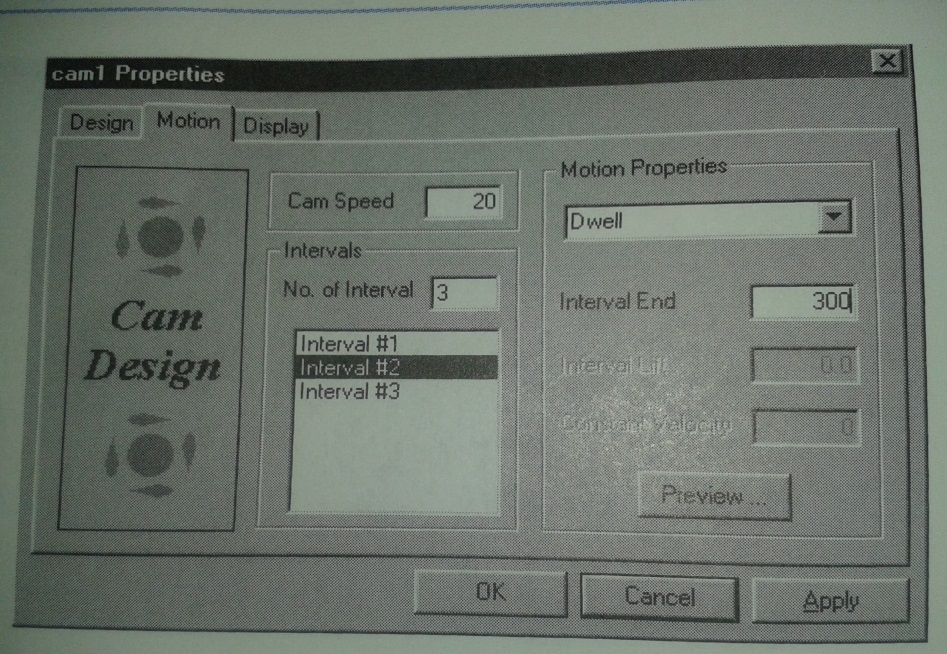 cam1 Properties
Design Motion Display
Cam
Design
Cam Speed 20
Intervals
No. of Interval 3
Interval #1
Interval #2
Interval #3
Motion Properties
Dwell
Interval End 300
Interval Lift 0.0
Constant Velocity 0
Preview ...
OK Cancel Apply